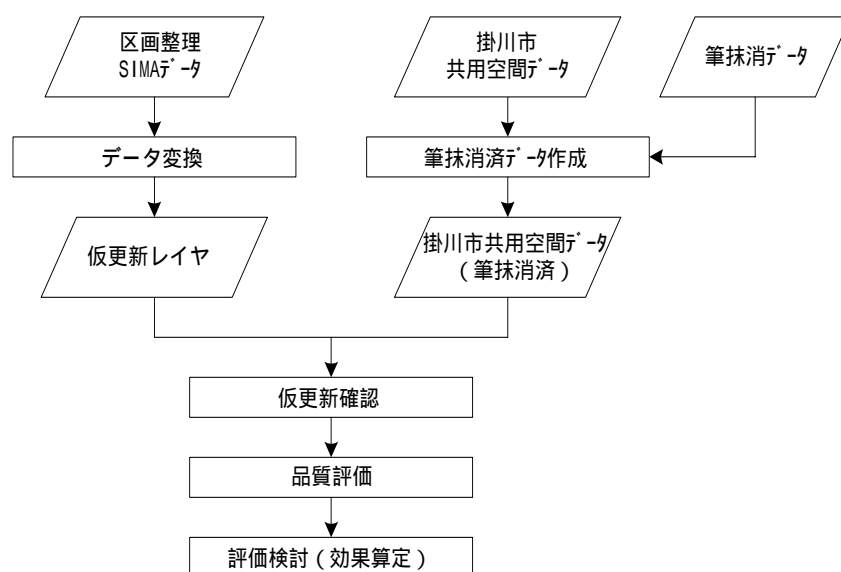 区画整理
SIMAﾃﾞｰﾀ
掛川市
共用空間ﾃﾞｰﾀ
筆抹消ﾃﾞｰﾀ
データ変換
筆抹消済ﾃﾞｰﾀ作成
仮更新レイヤ
掛川市共用空間ﾃﾞｰﾀ
(筆抹消済)
仮更新確認
品質評価
評価検討(効果算定)